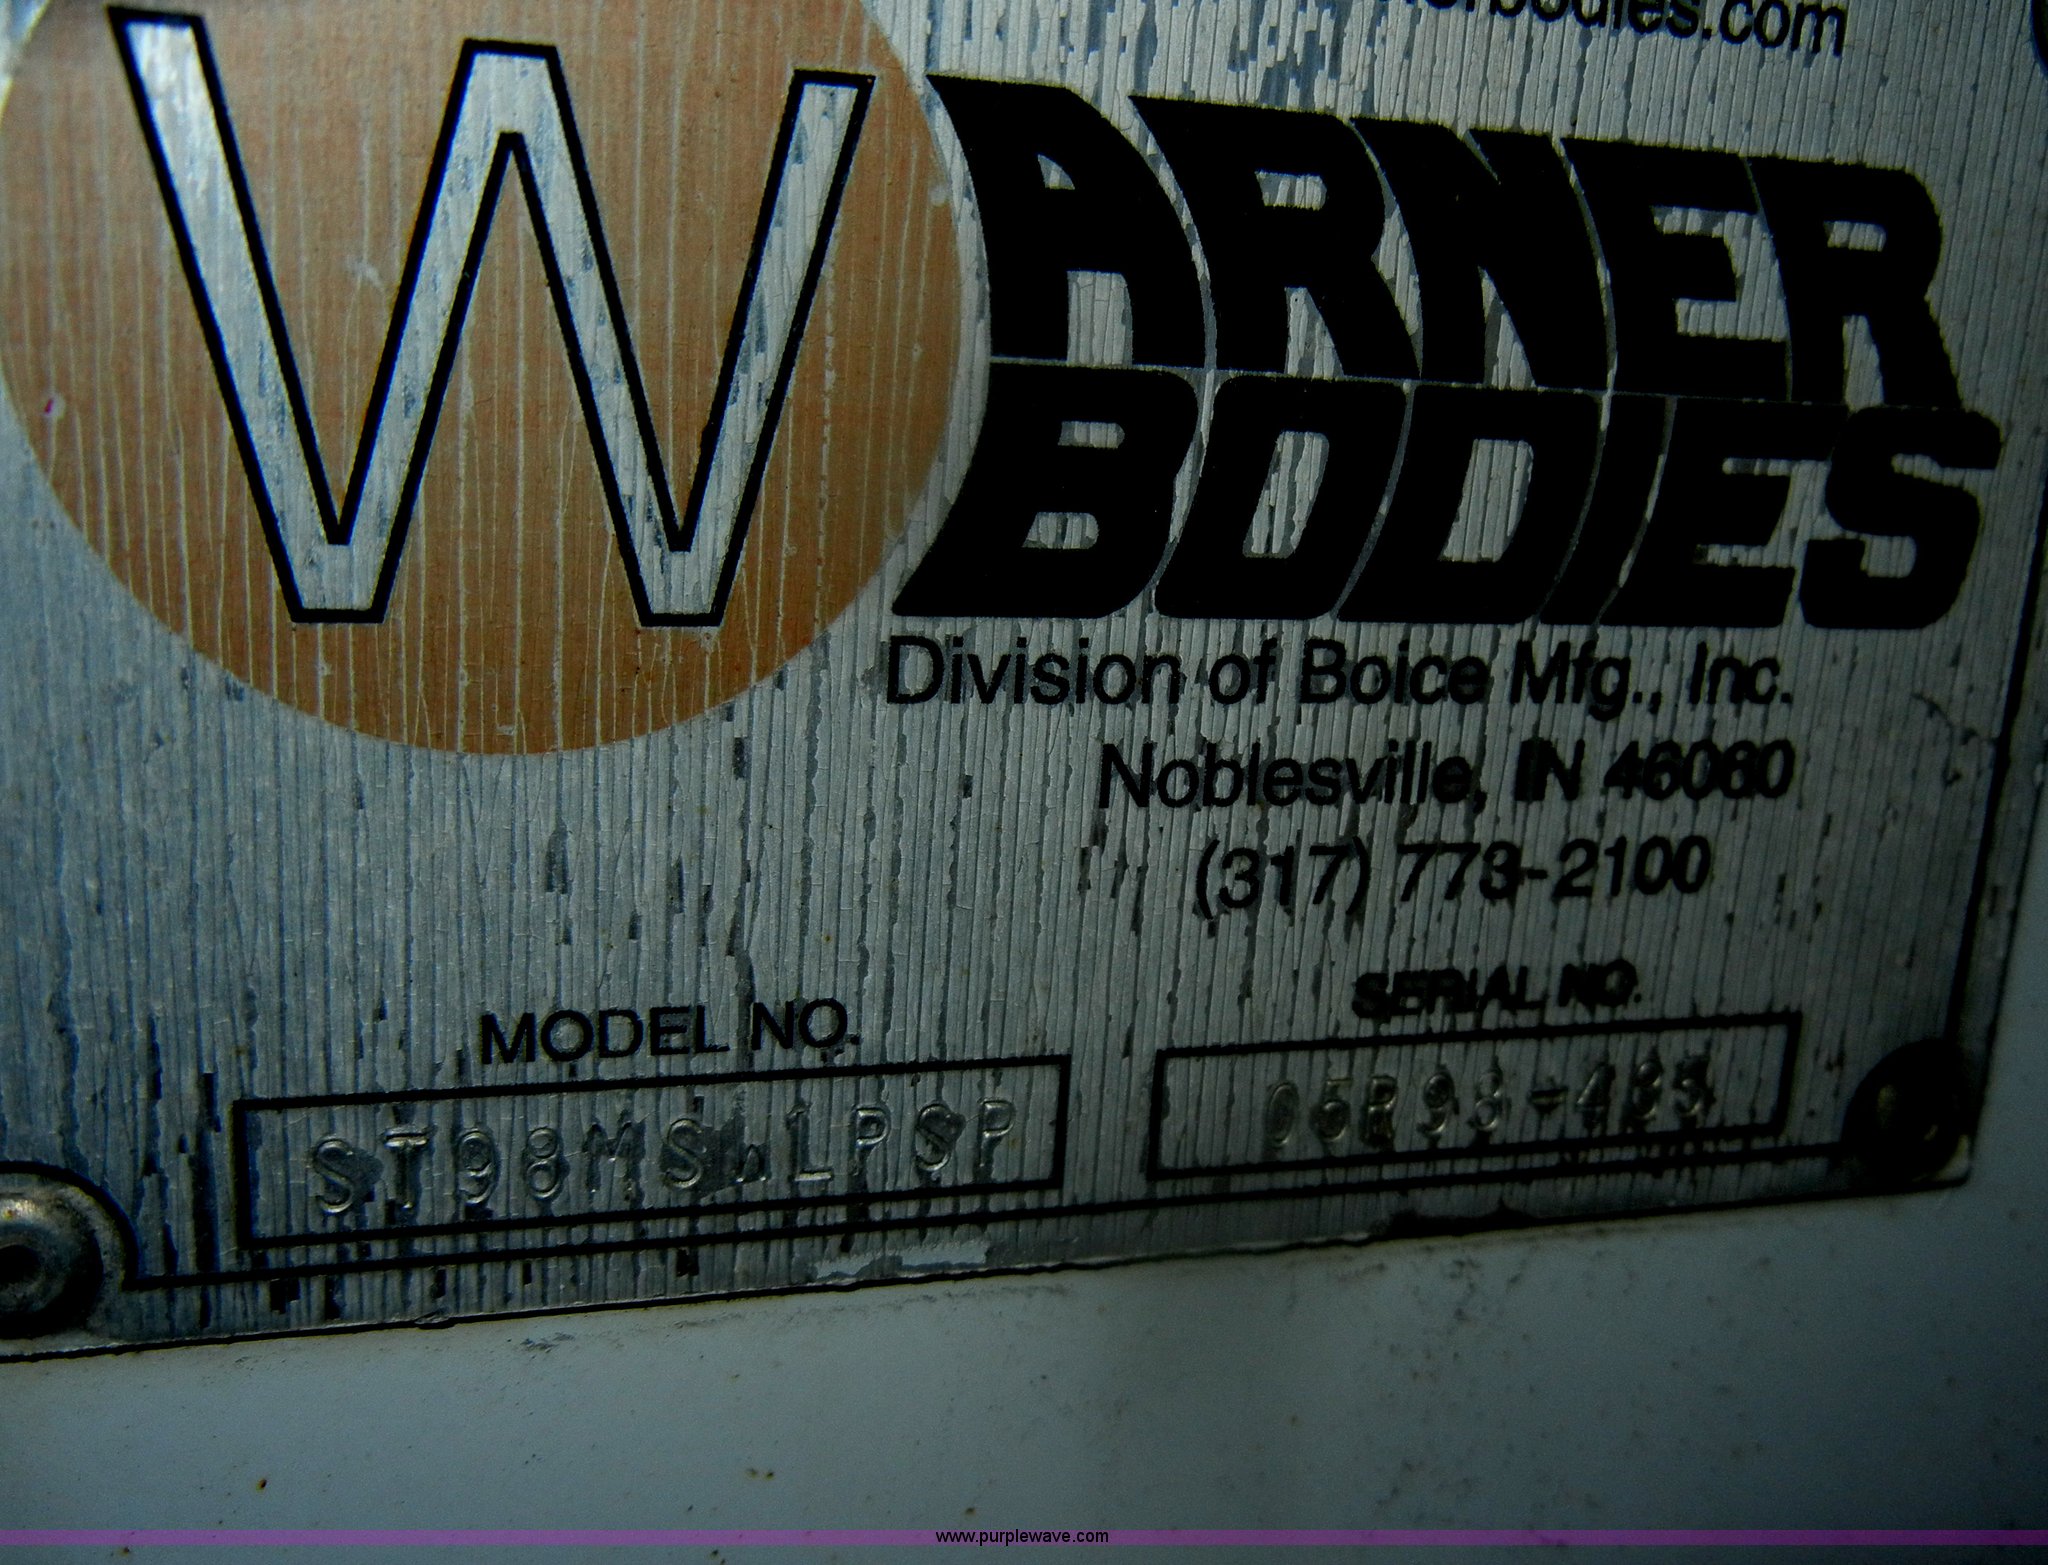 WARNER
BODIES
Division of Boice Mfg., Inc.
Noblesville, IN 46060
(317) 773-2100
MODEL NO.
SERIAL NO.
www.purplewave.com